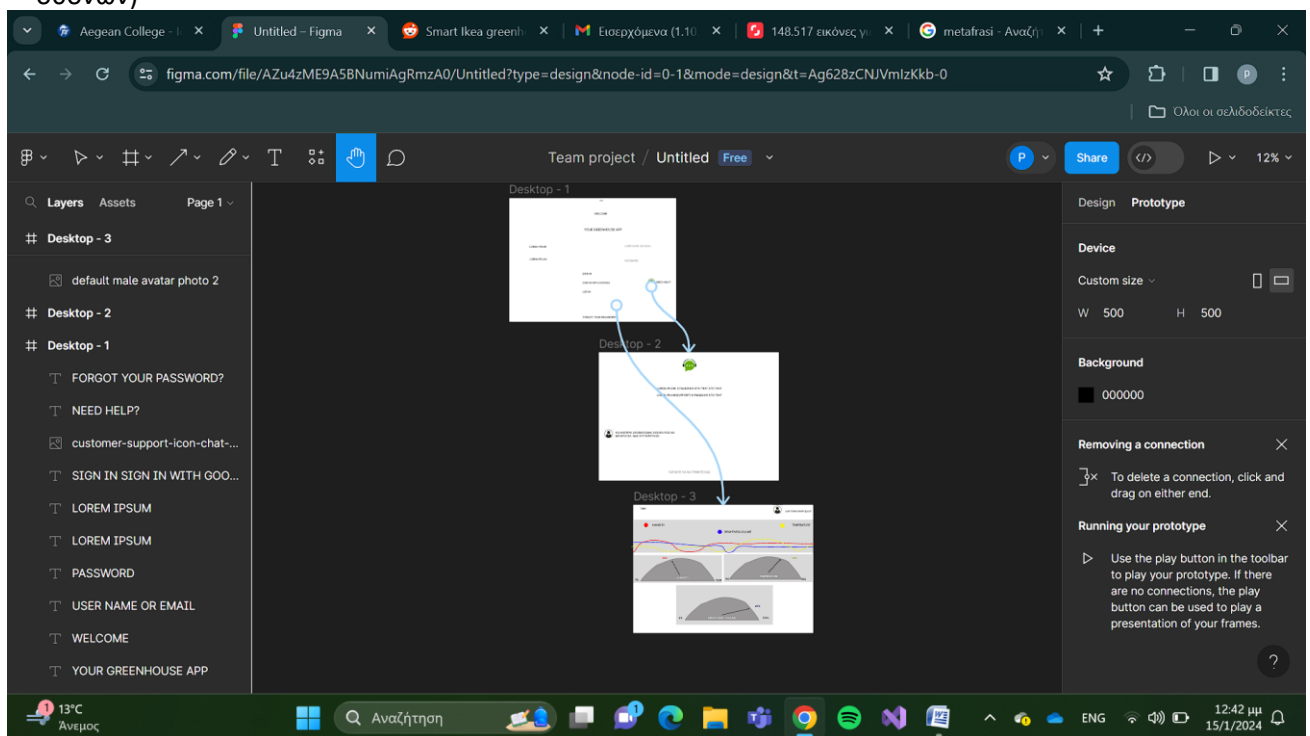 οθονών)
Aegean College - I
Untitled – Figma
Smart Ikea greenh
Εισερχόμενα (1.10
148.517 εικόνες γι
metafrasi - Αναζήτ
figma.com/file/AZu4zME9A5BNumiAgRmzA0/Untitled?type=design&node-id=0-1&mode=design&t=Ag628zCNJVmIzKkb-0
P
Όλοι οι σελιδοδείκτες
Team project / Untitled Free
P
Share
12%
Layers Assets Page 1
Design Prototype
Desktop - 3
default male avatar photo 2
Desktop - 2
Desktop - 1
FORGOT YOUR PASSWORD?
NEED HELP?
customer-support-icon-chat-...
SIGN IN SIGN IN WITH GOO...
LOREM IPSUM
LOREM IPSUM
PASSWORD
USER NAME OR EMAIL
WELCOME
YOUR GREENHOUSE APP
Desktop - 1
WELCOME
YOUR GREENHOUSE APP
Desktop - 2
Desktop - 3
Device
Custom size
W 500 H 500
Background
000000
Removing a connection
To delete a connection, click and
drag on either end.
Running your prototype
Use the play button in the toolbar
to play your prototype. If there
are no connections, the play
button can be used to play a
presentation of your frames.
?
1
13°C
Άνεμος
Αναζήτηση
1
ENG
12:42 μμ
15/1/2024